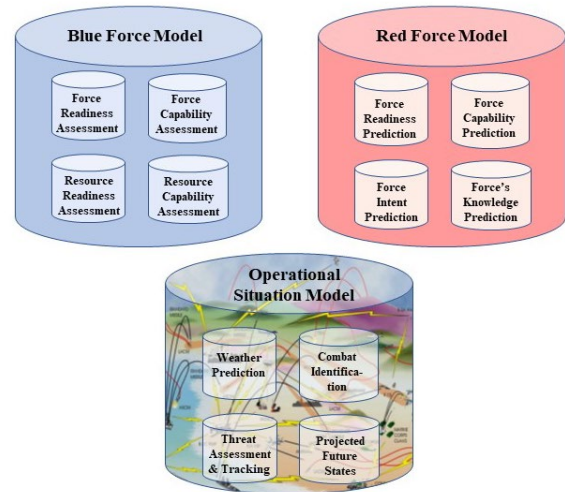 Blue Force Model
Force
Readiness
Assessment
Force
Capability
Assessment
Resource
Readiness
Assessment
Resource
Capability
Assessment
Red Force Model
Force
Readiness
Prediction
Force
Capability
Prediction
Force
Intent
Prediction
Force's
Knowledge
Prediction
Operational
Situation Model
Weather
Prediction
Combat
Identifica-
tion
Threat
Assessment
& Tracking
Projected
Future
States